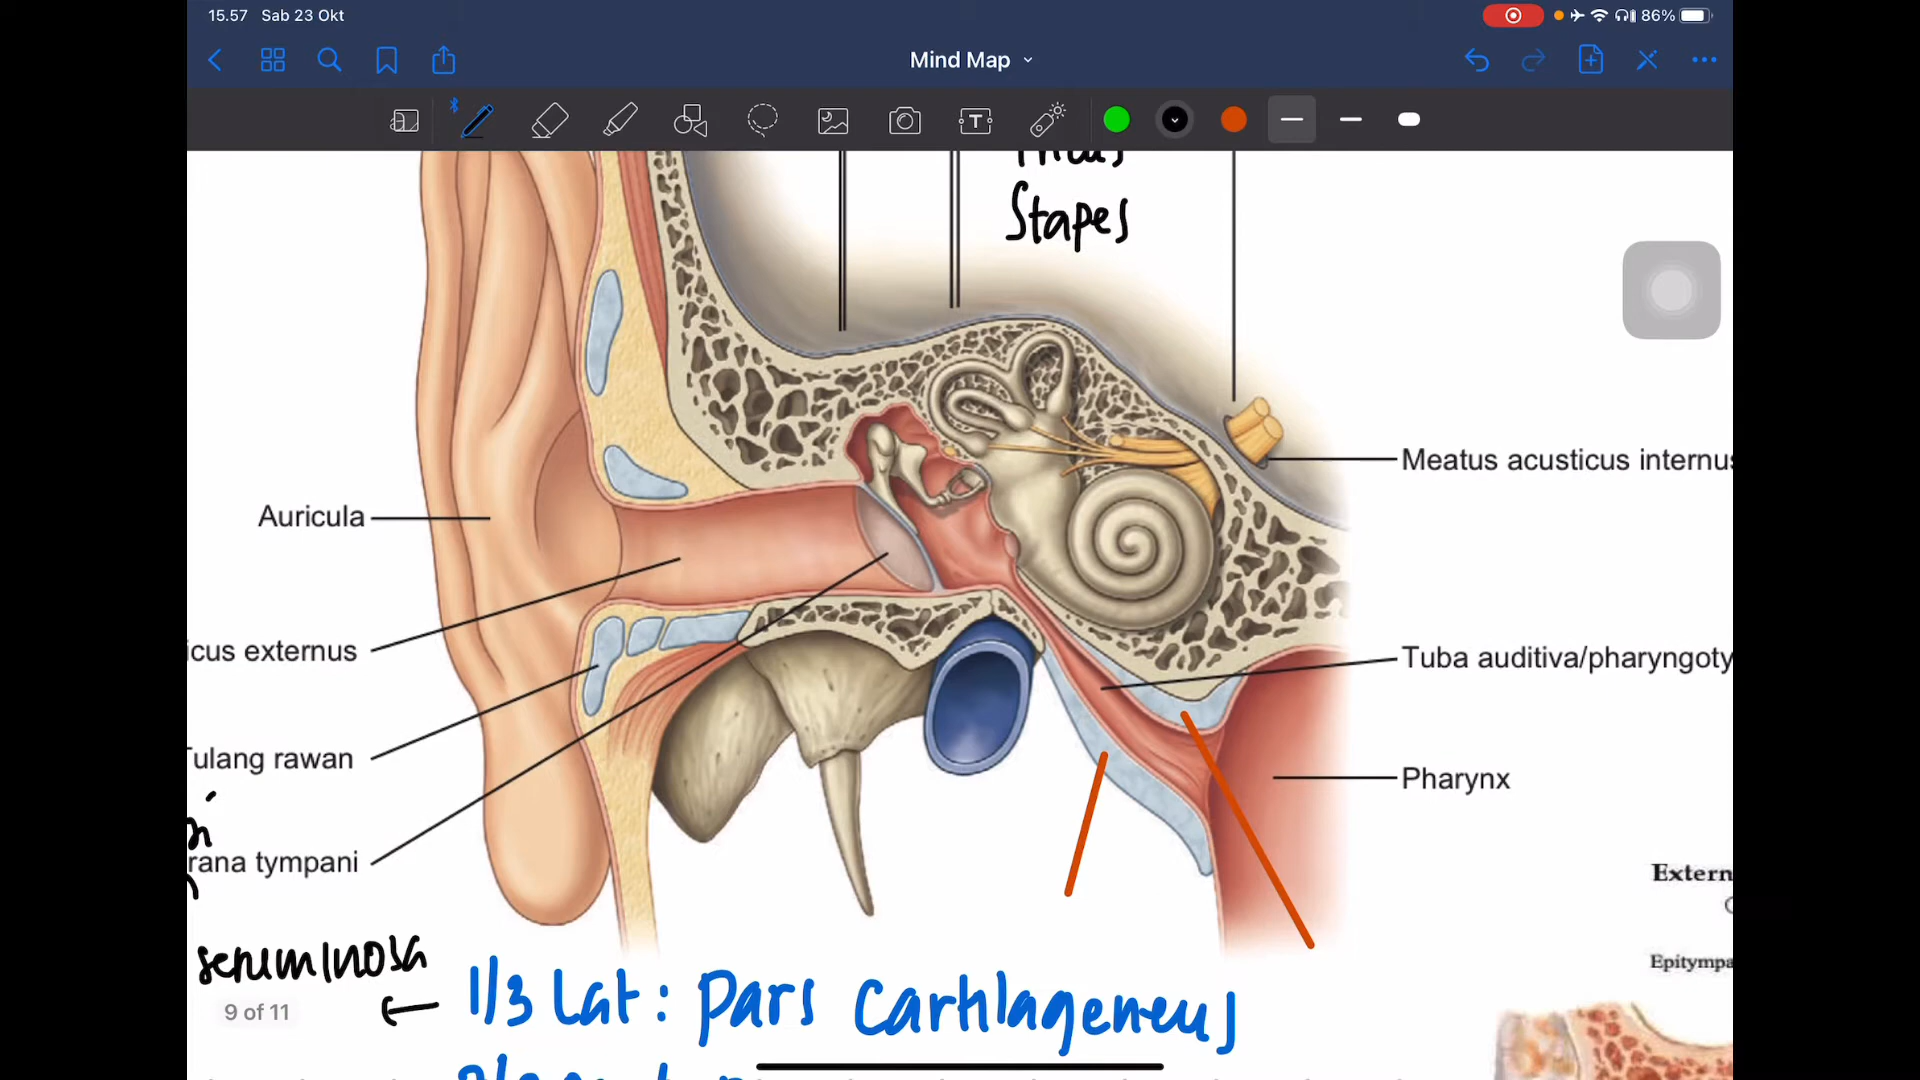 15.57 Sab 23 Okt
86%
Mind Map
T
Stapes
Auricula
Meatus acusticus internus
icus externus
Tuba auditiva/pharyngoty
Tulang rawan
Pharynx
rana tympani
Extern
Epitympa
seruminosa
1/3 Lat : pars cartilageneus
9 of 11